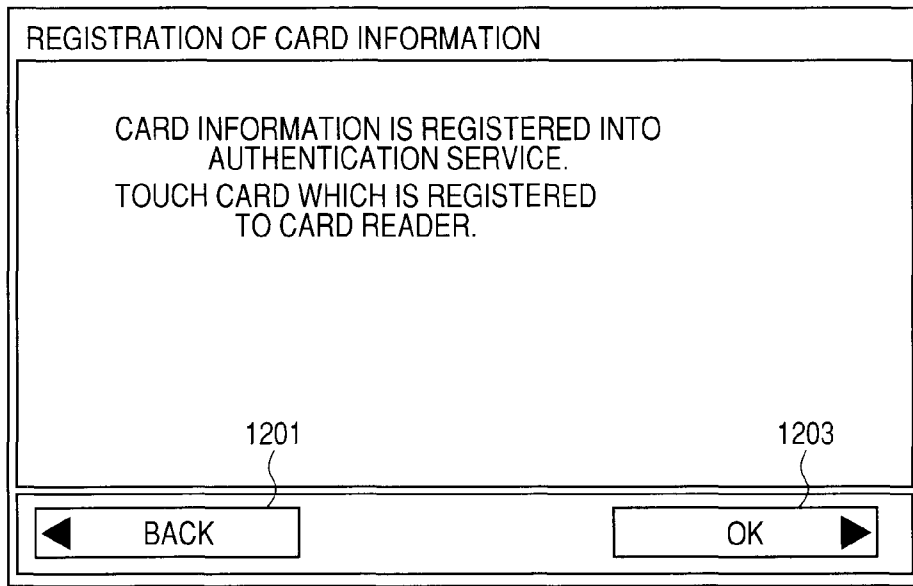 REGISTRATION OF CARD INFORMATION
CARD INFORMATION IS REGISTERED INTO
AUTHENTICATION SERVICE.
TOUCH CARD WHICH IS REGISTERED
TO CARD READER.
1201
1203
BACK
OK